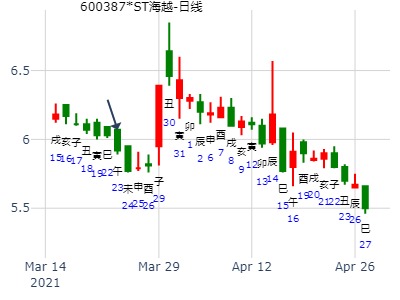 600387*ST海越-日线
6.5
6
5.5
戌
15
亥
16
子
17
丑
18
寅
19
巳
22
午
23
未
24
申
25
酉
26
子
29
丑
30
寅
31
卯
1
辰
2
申
6
酉
7
戌
8
亥
9
寅
12
卯
13
辰
14
巳
15
午
16
酉
19
戌
20
亥
21
子
22
丑
23
辰
26
巳
27
Mar 14
2021
Mar 29
Apr 12
Apr 26